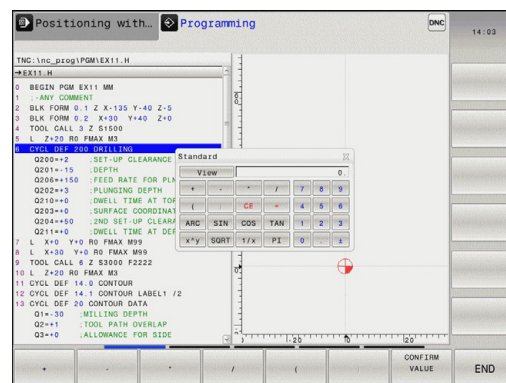 Positioning with... Programming
DNC
14:03
TNC:\nc_prog\PGM\EX11.H
→EX11.H
0 BEGIN PGM EX11 MM
1 ;-ANY COMMENT
2 BLK FORM 0.1 Z X-135 Y-40 Z-5
3 BLK FORM 0.2 X+30 Y+40 Z+0
4 TOOL CALL 3 Z S1500
5 L Z+20 R0 FMAX M3
6 CYCL DEF 200 DRILLING
Q200=+2 ;SET-UP CLEARANCE
Q201=-15 ;DEPTH
Q206=+150 ;FEED RATE FOR PLN
Q202=+3 ;PLUNGING DEPTH
Q210=+0 ;DWELL TIME AT TOP
Q203=+0 ;SURFACE COORDINAT
Q204=+50 ;2ND SET-UP CLEARA
Q211=+0 ;DWELL TIME AT DEP
7 L X+0 Y+0 R0 FMAX M99
8 L X+30 Y+0 R0 FMAX M99
9 TOOL CALL 6 Z S3000 F2222
10 L Z+20 R0 FMAX M3
11 CYCL DEF 14.0 CONTOUR
12 CYCL DEF 14.1 CONTOUR LABEL1 /2
13 CYCL DEF 20 CONTOUR DATA
Q1=-30 ;MILLING DEPTH
Q2=+1 ;TOOL PATH OVERLAP
Q3=+0 ;ALLOWANCE FOR SIDE
Standard
View 0.
+ - * / 7 8 9
( ) CE = 4 5 6
ARC SIN COS TAN 1 2 3
x^y SQRT 1/x PI 0 . ±
-20 0 20
+ - * / ( ) CONFIRM VALUE END